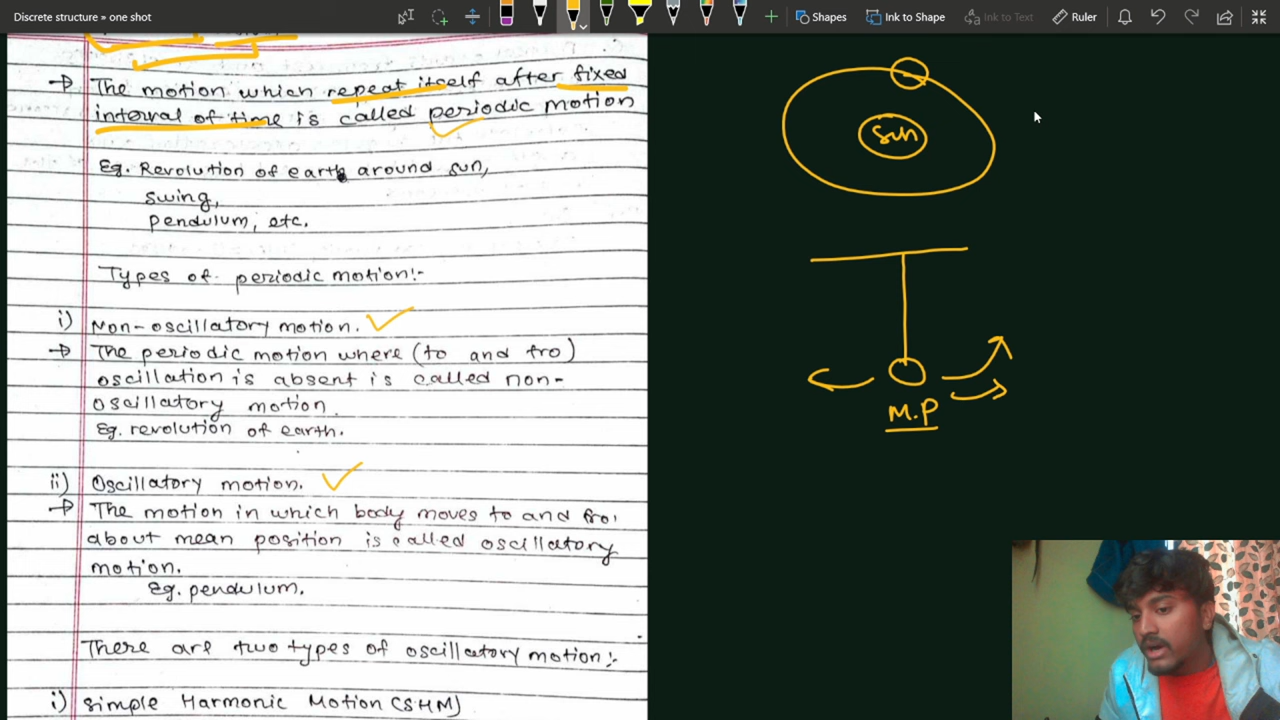 Discrete structure » one shot
Shapes
Ink to Shape
Ink to Text
Ruler
→ The motion which repeat itself after fixed
interval of time is called periodic motion
Eg. Revolution of earth around sun,
swing,
pendulum, etc.
Types of periodic motion:-
i) Non-oscillatory motion.
→ The periodic motion where (to and fro)
oscillation is absent is called non-
oscillatory motion.
Eg. revolution of earth.
ii) Oscillatory motion.
→ The motion in which body moves to and fro
about mean position is called oscillatory
motion.
Eg. pendulum.
There are two types of oscillatory motion:-
i) Simple Harmonic Motion (SHM)
Sun
M.P